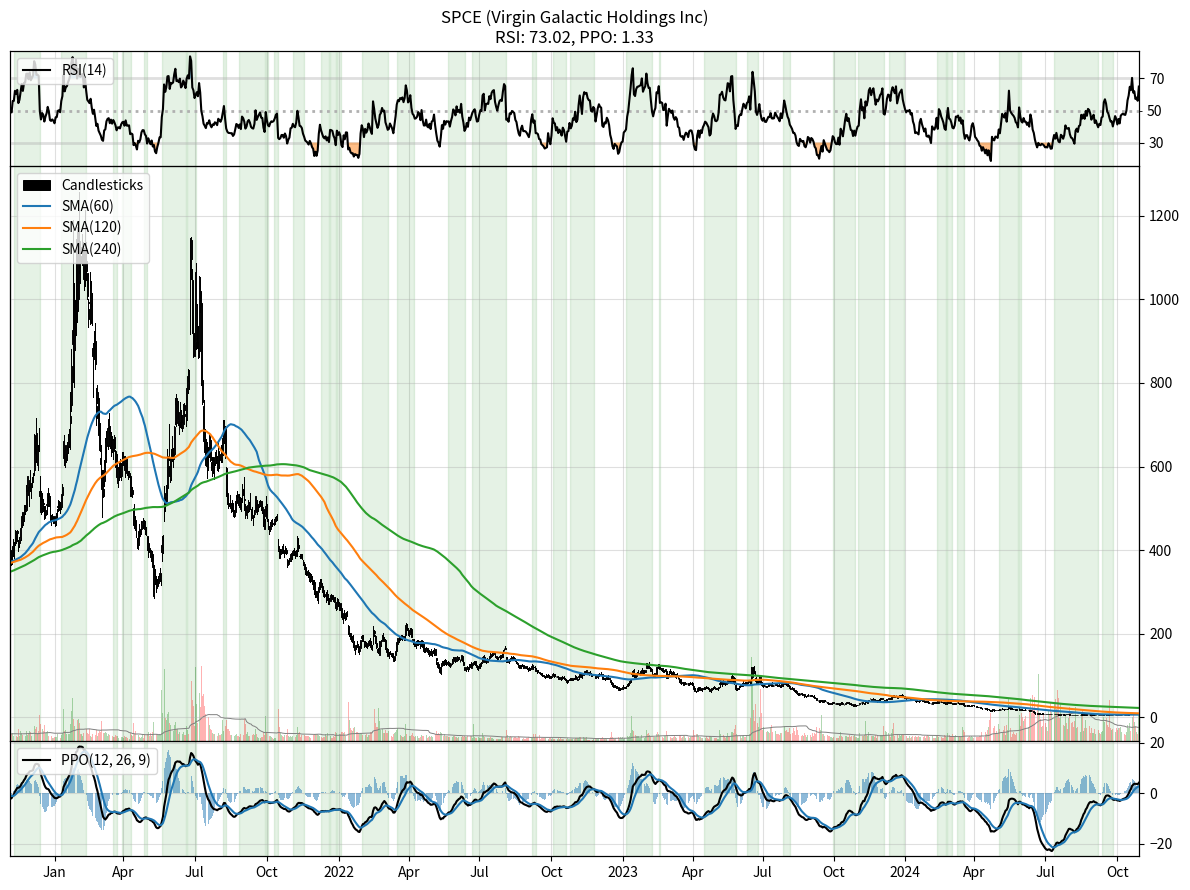 SPCE (Virgin Galactic Holdings Inc)
RSI: 73.02, PPO: 1.33
RSI(14)
70
50
30
Candlesticks
SMA(60)
SMA(120)
SMA(240)
1200
1000
800
600
400
200
0
PPO(12, 26, 9)
20
0
−20
Jan Apr Jul Oct 2022 Apr Jul Oct 2023 Apr Jul Oct 2024 Apr Jul Oct